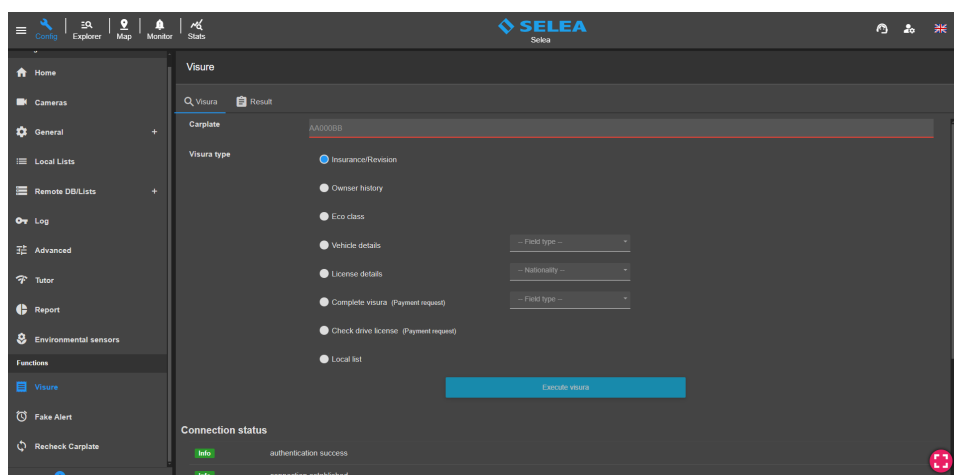 Config
Explorer
Map
Monitor
Stats
SELEA
Selea
Home
Cameras
General +
Local Lists
Remote DB/Lists +
Log
Advanced
Tutor
Report
Environmental sensors
Functions
Visure
Fake Alert
Recheck Carplate
Visure
Visura
Result
Carplate
AA000BB
Visura type
Insurance/Revision
Ownser history
Eco class
Vehicle details
-- Field type --
License details
-- Nationality --
Complete visura (Payment request)
-- Field type --
Check drive license (Payment request)
Local list
Execute visura
Connection status
Info authentication success
Info connection established